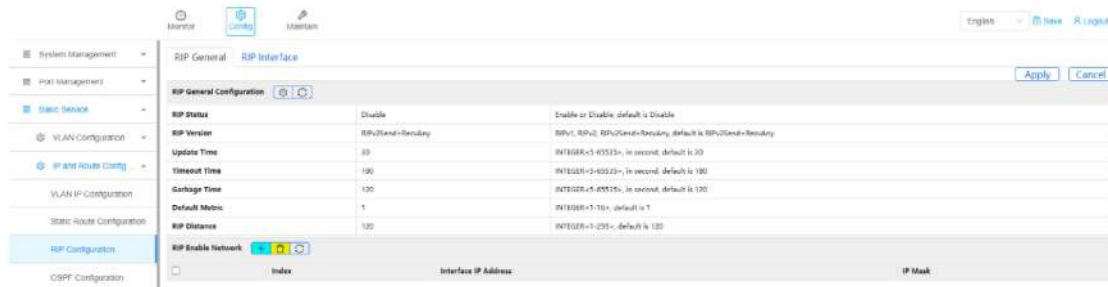 Monitor Config Maintain English Save Logout
System Management
Port Management
Basic Service
VLAN Configuration
IP and Route Config ...
VLAN IP Configuration
Static Route Configuration
RIP Configuration
OSPF Configuration
RIP General RIP Interface
Apply Cancel
RIP General Configuration
RIP Status Disable Enable or Disable, default is Disable
RIP Version RIPv2Send+RecvAny RIPv1, RIPv2, RIPv2Send+RecvAny, default is RIPv2Send+RecvAny
Update Time 30 INTEGER<5-65535>, in second, default is 30
Timeout Time 180 INTEGER<5-65535>, in second, default is 180
Garbage Time 120 INTEGER<5-65535>, in second, default is 120
Default Metric 1 INTEGER<1-16>, default is 1
RIP Distance 120 INTEGER<1-255>, default is 120
RIP Enable Network
Index Interface IP Address IP Mask